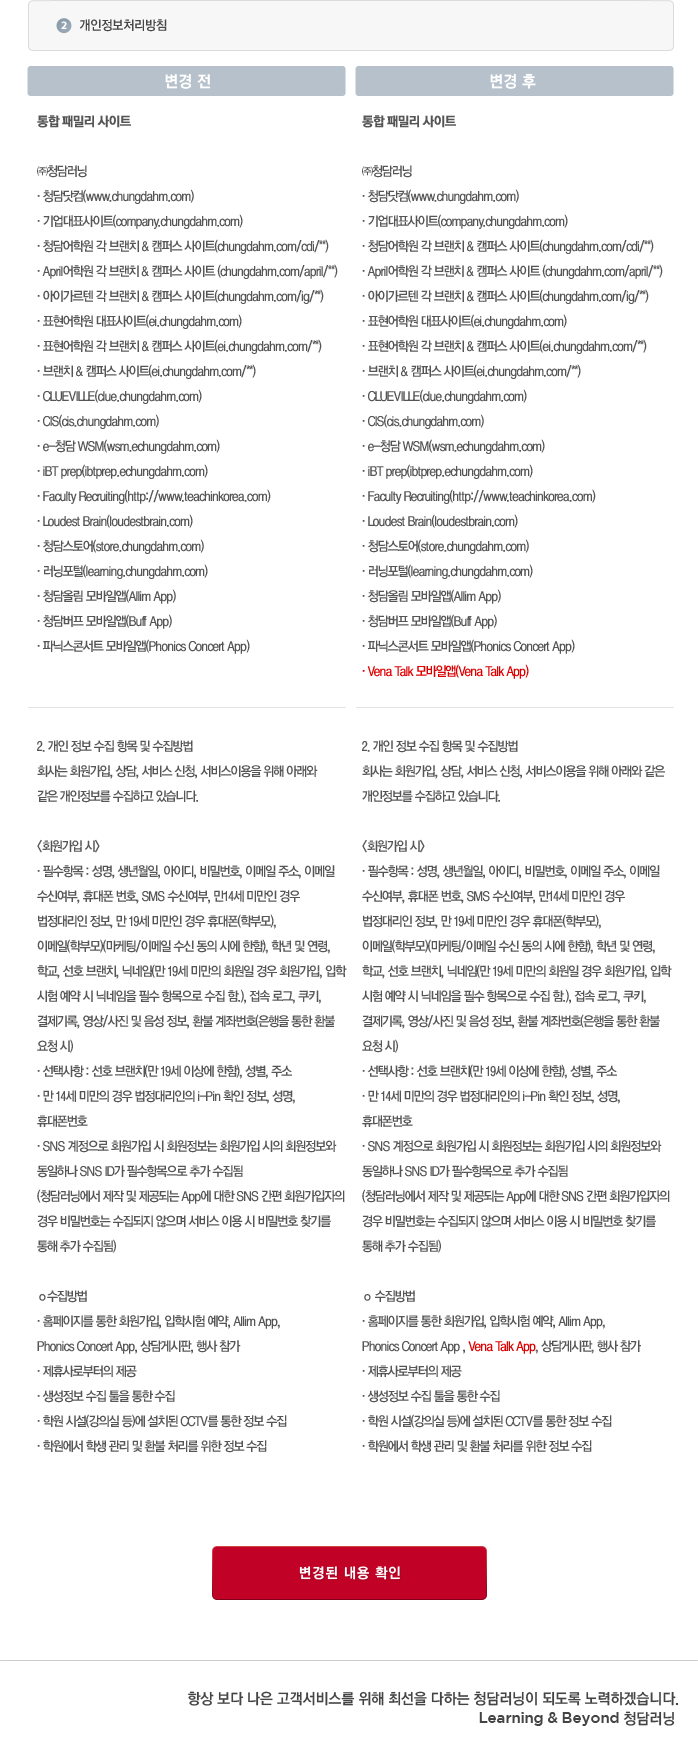 2 개인정보처리방침
변경 전
통합 패밀리 사이트
㈜청담러닝
· 청담닷컴(www.chungdahm.com)
· 기업대표사이트(company.chungdahm.com)
· 청담어학원 각 브랜치 & 캠퍼스 사이트(chungdahm.com/cdi/**)
· April어학원 각 브랜치 & 캠퍼스 사이트 (chungdahm.com/april/**)
· 아이가르텐 각 브랜치 & 캠퍼스 사이트(chungdahm.com/ig/**)
· 표현어학원 대표사이트(ei.chungdahm.com)
· 표현어학원 각 브랜치 & 캠퍼스 사이트(ei.chungdahm.com/**)
· 브랜치 & 캠퍼스 사이트(ei.chungdahm.com/**)
· CLUEVILLE(clue.chungdahm.com)
· CIS(cis.chungdahm.com)
· e-청담 WSM(wsm.echungdahm.com)
· iBT prep(ibtprep.echungdahm.com)
· Faculty Recruiting(http://www.teachinkorea.com)
· Loudest Brain(loudestbrain.com)
· 청담스토어(store.chungdahm.com)
· 러닝포털(learning.chungdahm.com)
· 청담올림 모바일앱(Allim App)
· 청담버프 모바일앱(Buff App)
· 파닉스콘서트 모바일앱(Phonics Concert App)
2. 개인 정보 수집 항목 및 수집방법
회사는 회원가입, 상담, 서비스 신청, 서비스이용을 위해 아래와
같은 개인정보를 수집하고 있습니다.
<회원가입 시>
· 필수항목 : 성명, 생년월일, 아이디, 비밀번호, 이메일 주소, 이메일
수신여부, 휴대폰 번호, SMS 수신여부, 만14세 미만인 경우
법정대리인 정보, 만 19세 미만인 경우 휴대폰(학부모),
이메일(학부모)(마케팅/이메일 수신 동의 시에 한함), 학년 및 연령,
학교, 선호 브랜치, 닉네임(만 19세 미만의 회원일 경우 회원가입, 입학
시험 예약 시 닉네임을 필수 항목으로 수집 함.), 접속 로그, 쿠키,
결제기록, 영상/사진 및 음성 정보, 환불 계좌번호(은행을 통한 환불
요청 시)
· 선택사항 : 선호 브랜치(만 19세 이상에 한함), 성별, 주소
· 만 14세 미만의 경우 법정대리인의 i-Pin 확인 정보, 성명,
휴대폰번호
· SNS 계정으로 회원가입 시 회원정보는 회원가입 시의 회원정보와
동일하나 SNS ID가 필수항목으로 추가 수집됨
(청담러닝에서 제작 및 제공되는 App에 대한 SNS 간편 회원가입자의
경우 비밀번호는 수집되지 않으며 서비스 이용 시 비밀번호 찾기를
통해 추가 수집됨)
ㅇ수집방법
· 홈페이지를 통한 회원가입, 입학시험 예약, Allim App,
Phonics Concert App, 상담게시판, 행사 참가
· 제휴사로부터의 제공
· 생성정보 수집 툴을 통한 수집
· 학원 시설(강의실 등)에 설치된 CCTV를 통한 정보 수집
· 학원에서 학생 관리 및 환불 처리를 위한 정보 수집
변경 후
통합 패밀리 사이트
㈜청담러닝
· 청담닷컴(www.chungdahm.com)
· 기업대표사이트(company.chungdahm.com)
· 청담어학원 각 브랜치 & 캠퍼스 사이트(chungdahm.com/cdi/**)
· April어학원 각 브랜치 & 캠퍼스 사이트 (chungdahm.com/april/**)
· 아이가르텐 각 브랜치 & 캠퍼스 사이트(chungdahm.com/ig/**)
· 표현어학원 대표사이트(ei.chungdahm.com)
· 표현어학원 각 브랜치 & 캠퍼스 사이트(ei.chungdahm.com/**)
· 브랜치 & 캠퍼스 사이트(ei.chungdahm.com/**)
· CLUEVILLE(clue.chungdahm.com)
· CIS(cis.chungdahm.com)
· e-청담 WSM(wsm.echungdahm.com)
· iBT prep(ibtprep.echungdahm.com)
· Faculty Recruiting(http://www.teachinkorea.com)
· Loudest Brain(loudestbrain.com)
· 청담스토어(store.chungdahm.com)
· 러닝포털(learning.chungdahm.com)
· 청담올림 모바일앱(Allim App)
· 청담버프 모바일앱(Buff App)
· 파닉스콘서트 모바일앱(Phonics Concert App)
· Vena Talk 모바일앱(Vena Talk App)
2. 개인 정보 수집 항목 및 수집방법
회사는 회원가입, 상담, 서비스 신청, 서비스이용을 위해 아래와 같은
개인정보를 수집하고 있습니다.
<회원가입 시>
· 필수항목 : 성명, 생년월일, 아이디, 비밀번호, 이메일 주소, 이메일
수신여부, 휴대폰 번호, SMS 수신여부, 만14세 미만인 경우
법정대리인 정보, 만 19세 미만인 경우 휴대폰(학부모),
이메일(학부모)(마케팅/이메일 수신 동의 시에 한함), 학년 및 연령,
학교, 선호 브랜치, 닉네임(만 19세 미만의 회원일 경우 회원가입, 입학
시험 예약 시 닉네임을 필수 항목으로 수집 함.), 접속 로그, 쿠키,
결제기록, 영상/사진 및 음성 정보, 환불 계좌번호(은행을 통한 환불
요청 시)
· 선택사항 : 선호 브랜치(만 19세 이상에 한함), 성별, 주소
· 만 14세 미만의 경우 법정대리인의 i-Pin 확인 정보, 성명,
휴대폰번호
· SNS 계정으로 회원가입 시 회원정보는 회원가입 시의 회원정보와
동일하나 SNS ID가 필수항목으로 추가 수집됨
(청담러닝에서 제작 및 제공되는 App에 대한 SNS 간편 회원가입자의
경우 비밀번호는 수집되지 않으며 서비스 이용 시 비밀번호 찾기를
통해 추가 수집됨)
ㅇ 수집방법
· 홈페이지를 통한 회원가입, 입학시험 예약, Allim App,
Phonics Concert App , Vena Talk App, 상담게시판, 행사 참가
· 제휴사로부터의 제공
· 생성정보 수집 툴을 통한 수집
· 학원 시설(강의실 등)에 설치된 CCTV를 통한 정보 수집
· 학원에서 학생 관리 및 환불 처리를 위한 정보 수집
변경된 내용 확인
항상 보다 나은 고객서비스를 위해 최선을 다하는 청담러닝이 되도록 노력하겠습니다.
Learning & Beyond 청담러닝